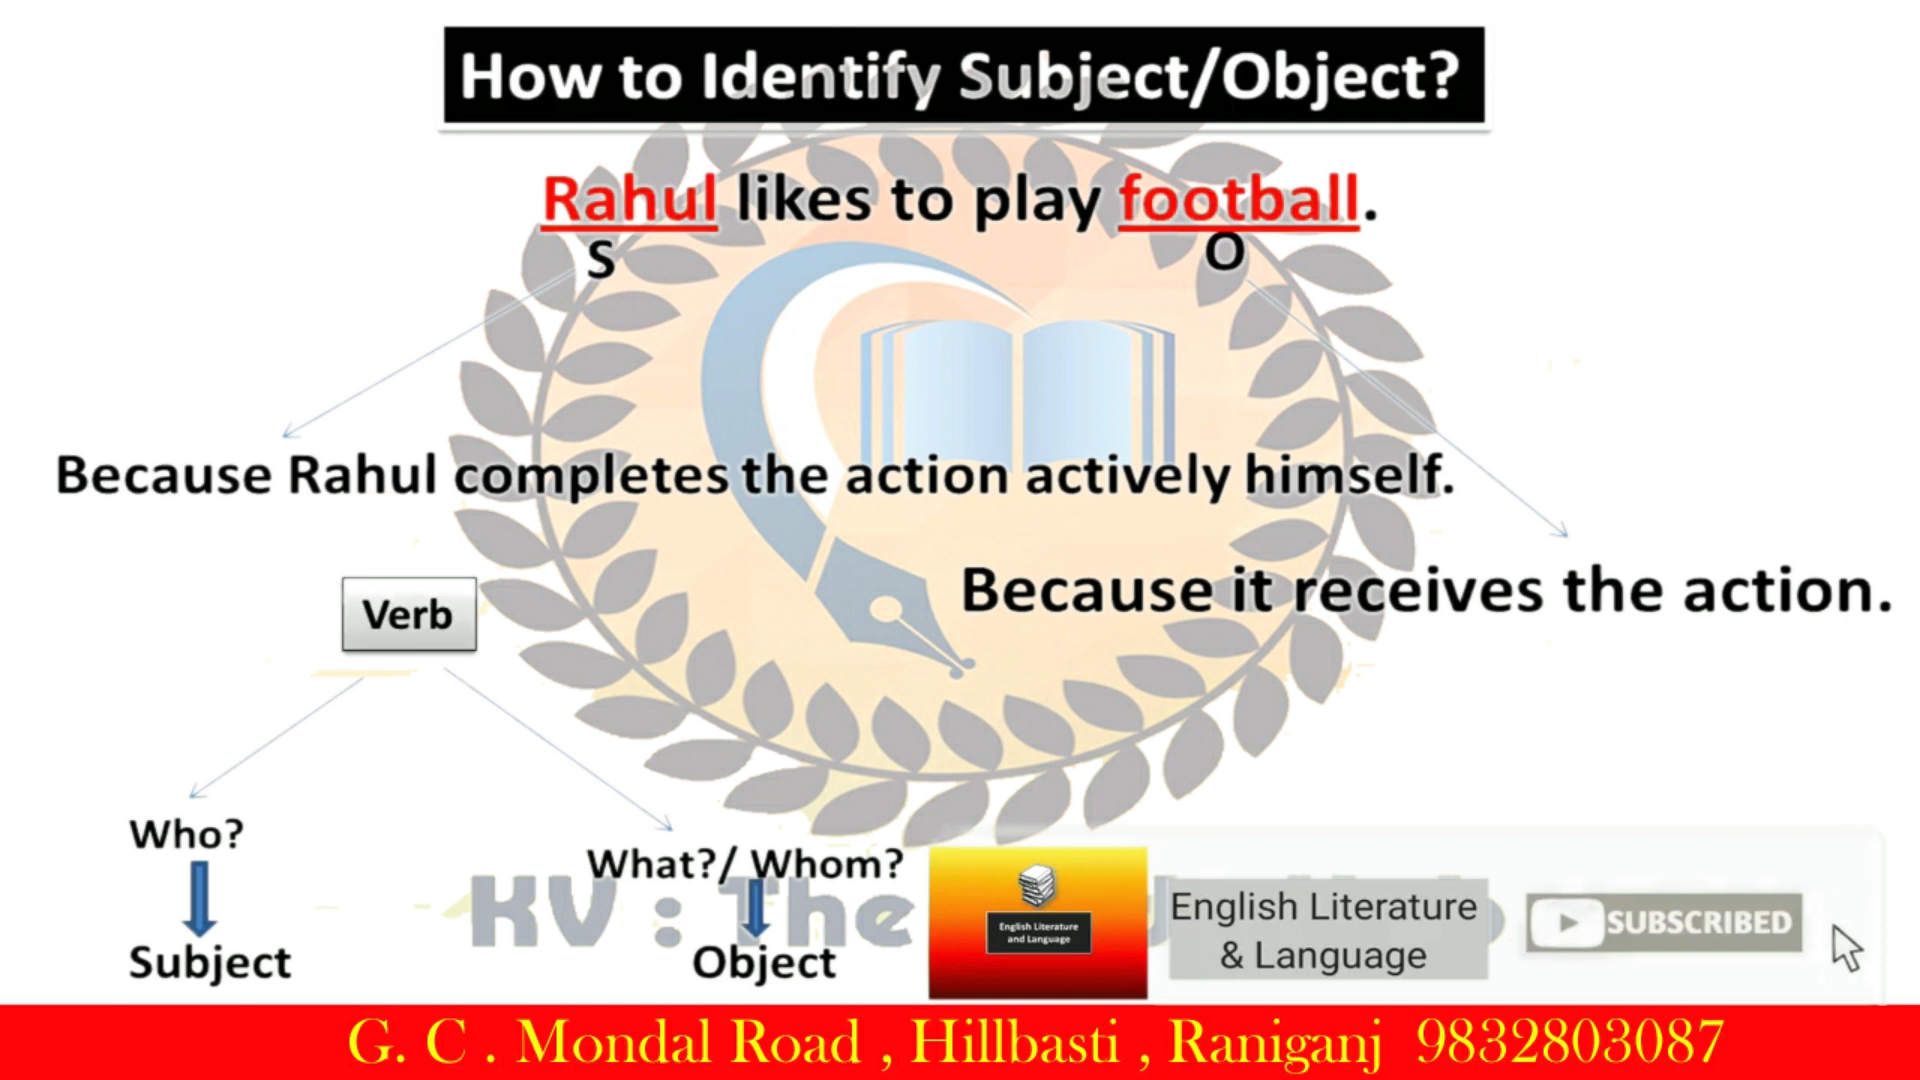 How to Identify Subject/Object?
Rahul likes to play football.
S O
Because Rahul completes the action actively himself.
Because it receives the action.
Verb
Who?
What?/ Whom?
Subject
Object
KV : The
English Literature
and Language
English Literature
& Language
SUBSCRIBED
G. C . Mondal Road , Hillbasti , Raniganj 9832803087